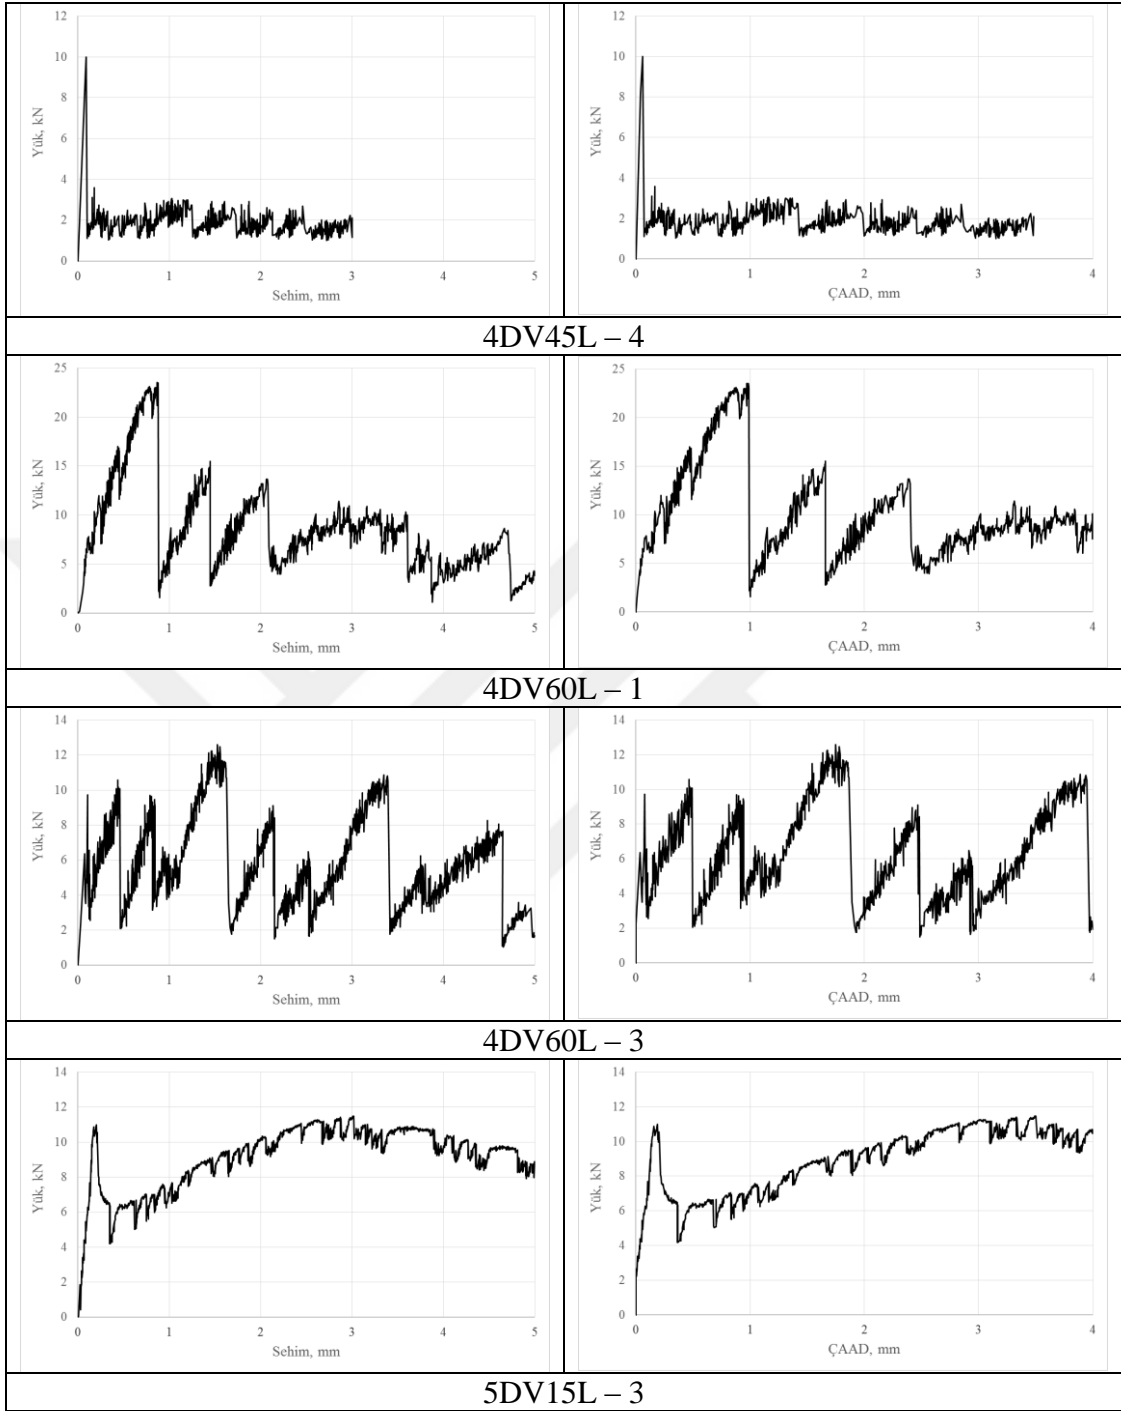 12
10
8
6
4
2
0
Yük, kN
0 1 2 3 4 5
Sehim, mm
12
10
8
6
4
2
0
Yük, kN
0 1 2 3 4
ÇAAD, mm
4DV45L – 4
25
20
15
10
5
0
Yük, kN
0 1 2 3 4 5
Sehim, mm
25
20
15
10
5
0
Yük, kN
0 1 2 3 4
ÇAAD, mm
4DV60L – 1
14
12
10
8
6
4
2
0
Yük, kN
0 1 2 3 4 5
Sehim, mm
14
12
10
8
6
4
2
0
Yük, kN
0 1 2 3 4
ÇAAD, mm
4DV60L – 3
14
12
10
8
6
4
2
0
Yük, kN
0 1 2 3 4 5
Sehim, mm
14
12
10
8
6
4
2
0
Yük, kN
0 1 2 3 4
ÇAAD, mm
5DV15L – 3